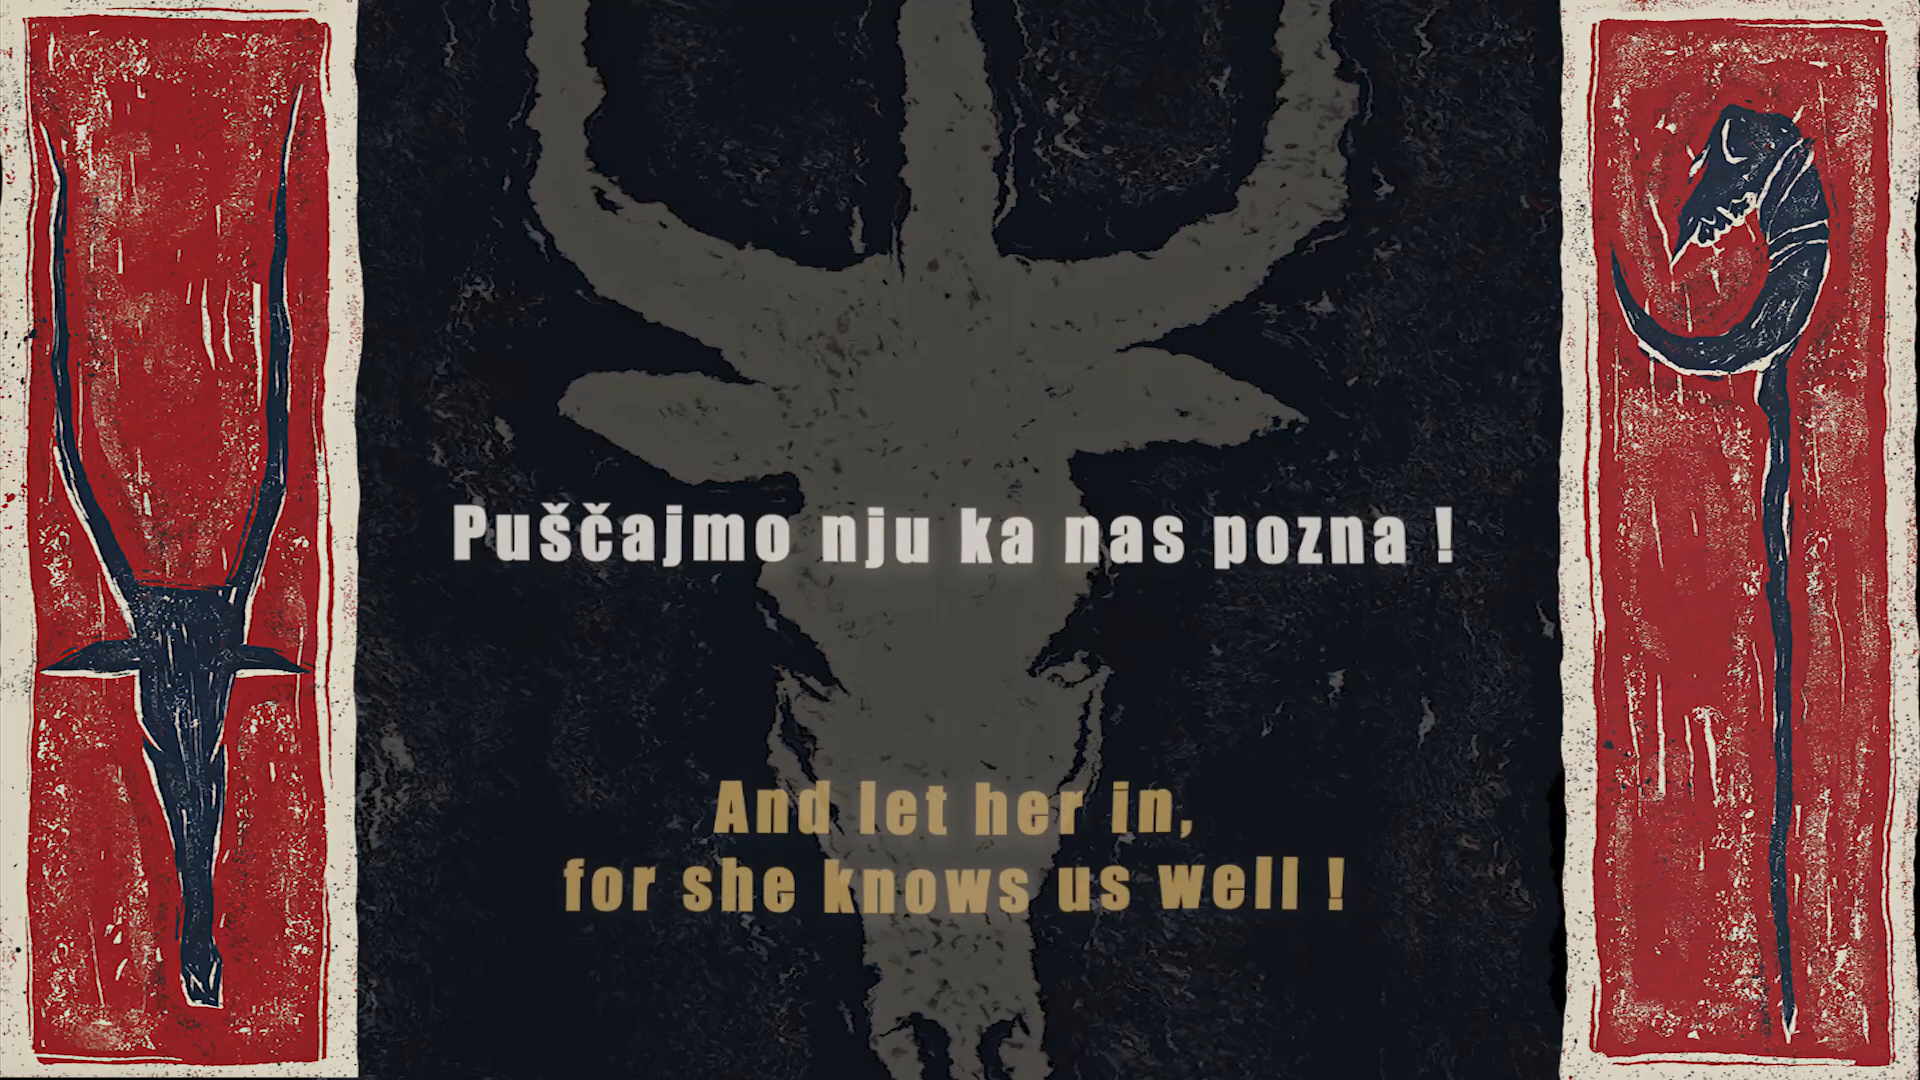 Puščajmo nju ka nas pozna !
And let her in,
for she knows us well !